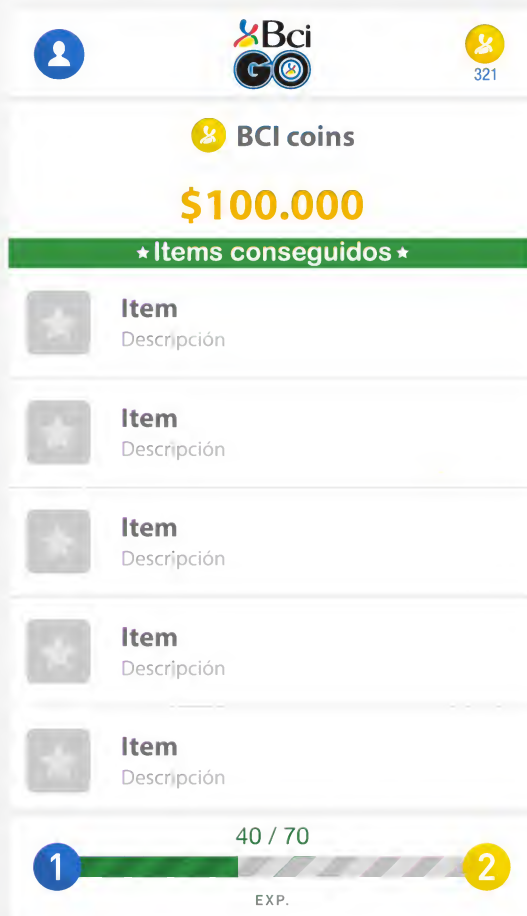 Bci
GO
321
BCI coins
$100.000
Items conseguidos
Item
Descripción
Item
Descripción
Item
Descripción
Item
Descripción
Item
Descripción
40 / 70
1
2
EXP.